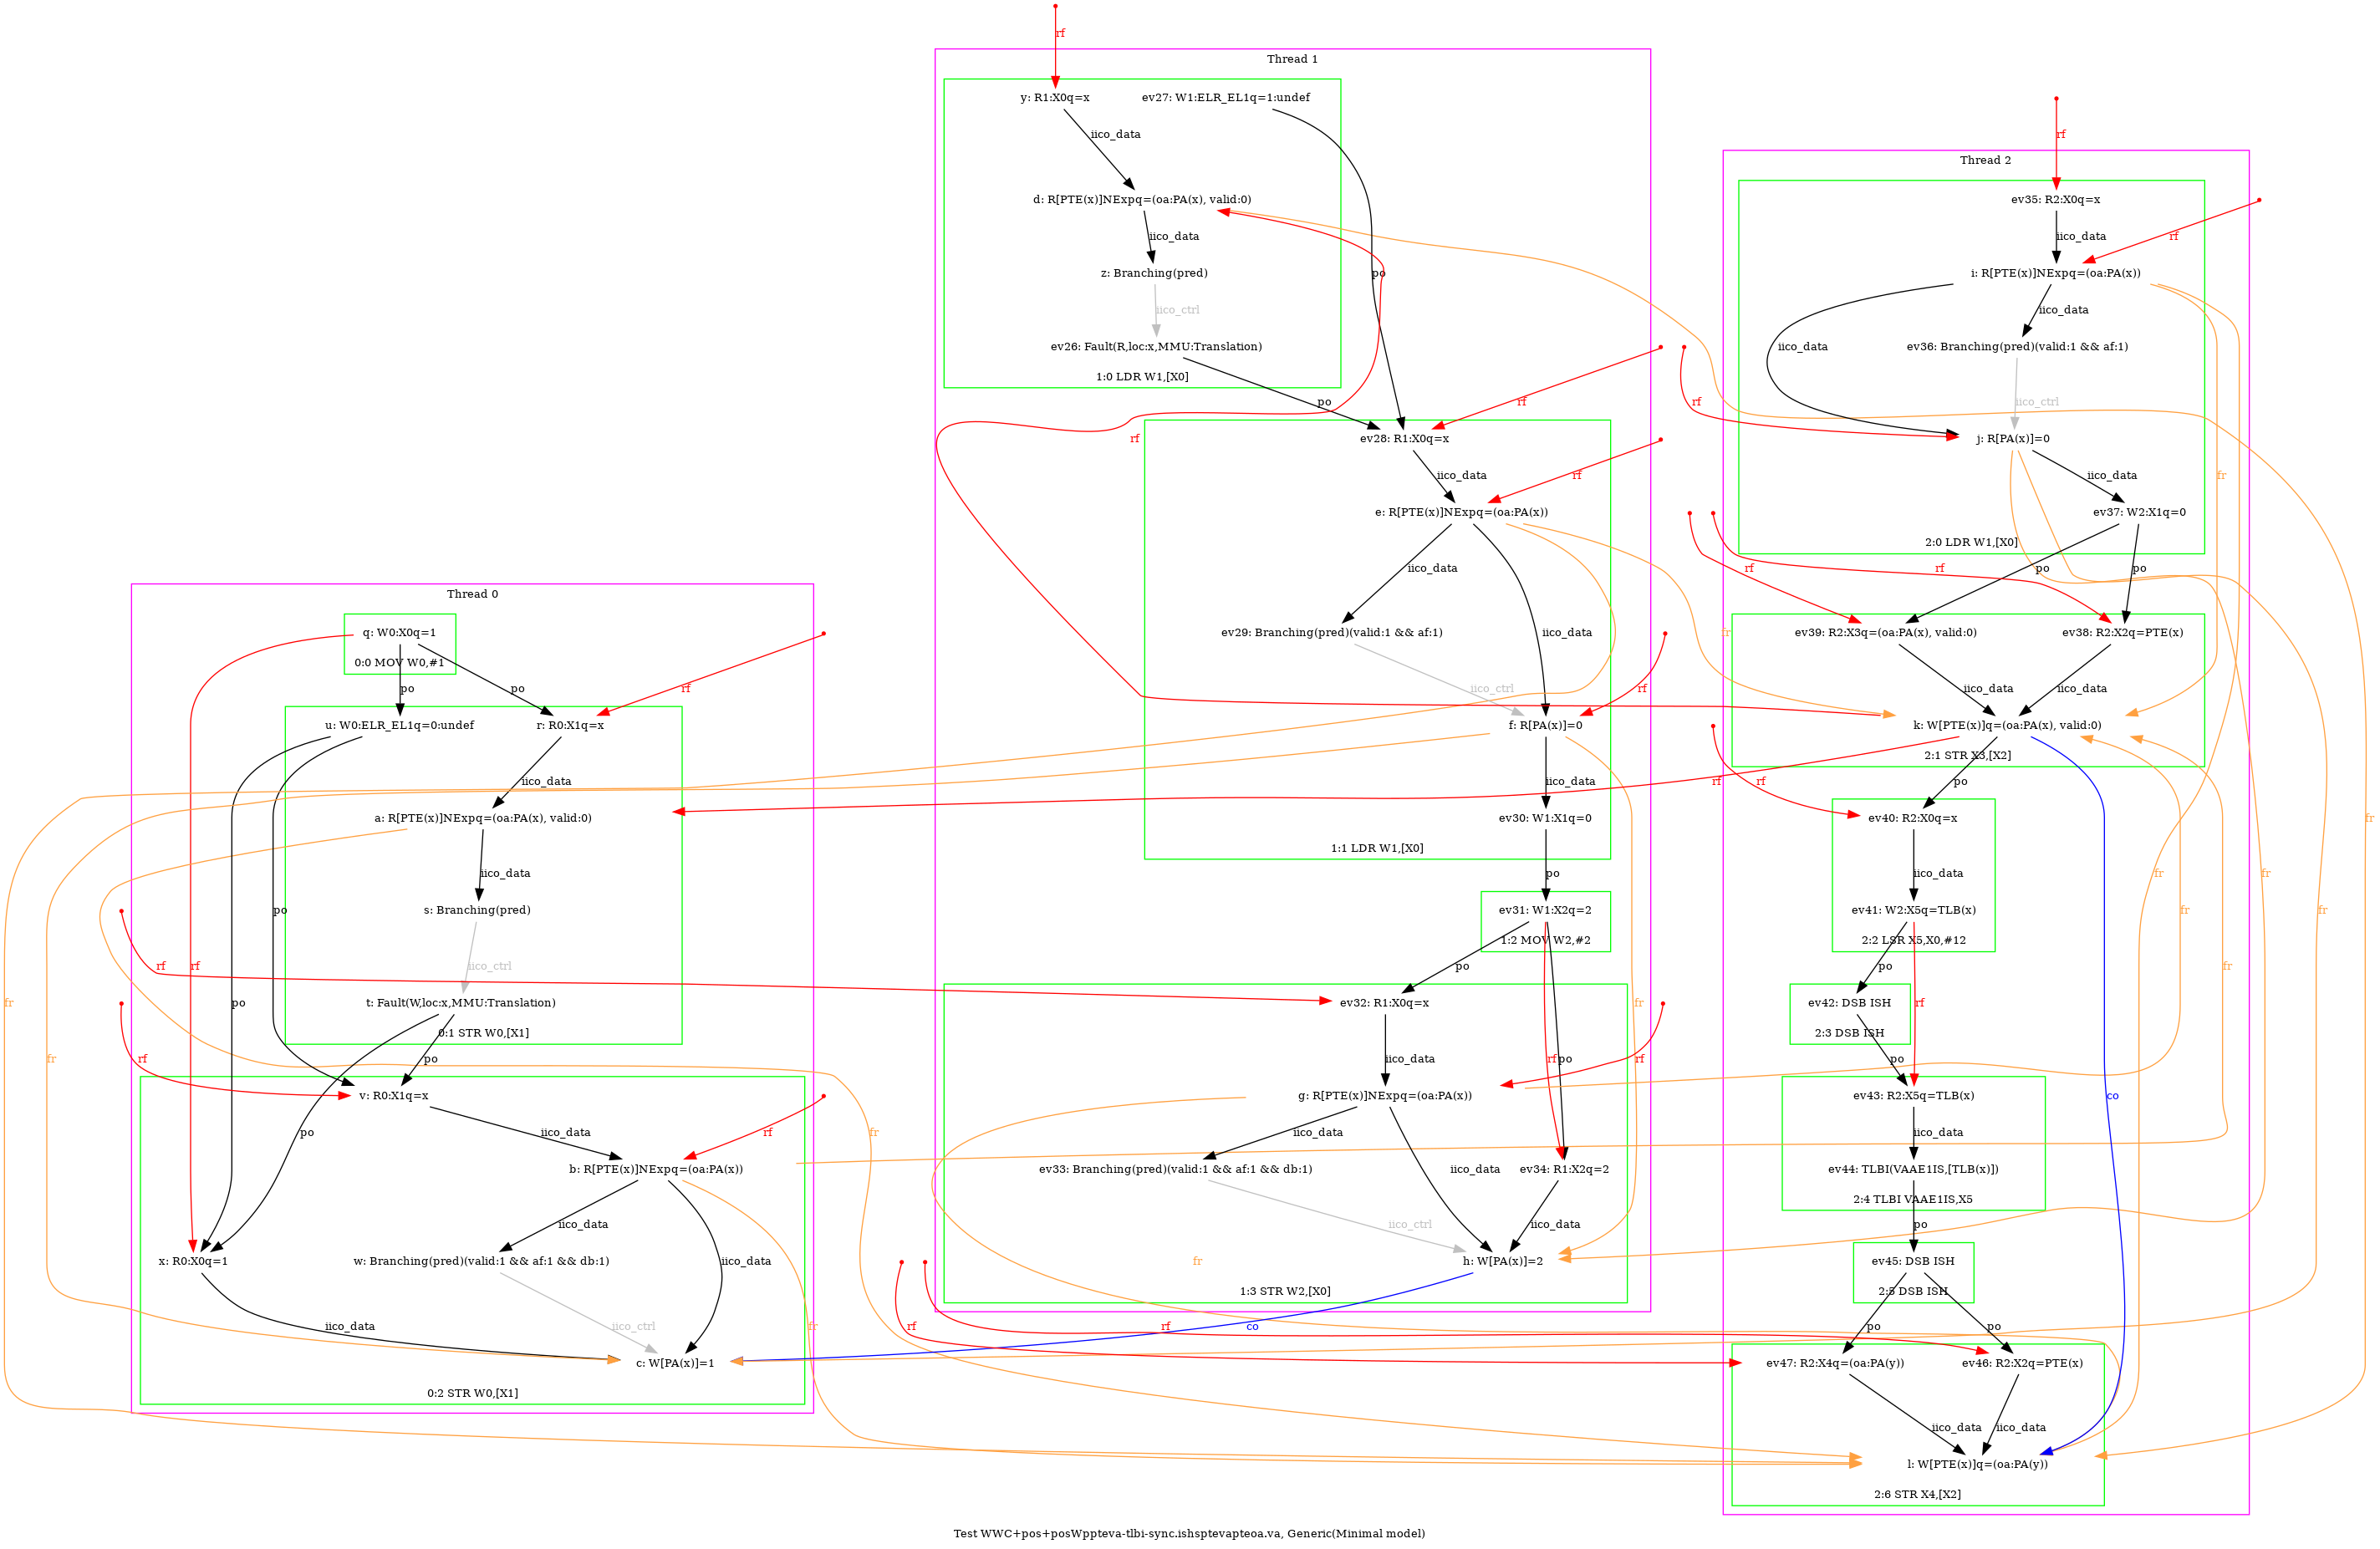 rf
Thread 1
y: R1:X0q=x
ev27: W1:ELR_EL1q=1:undef
iico_data
d: R[PTE(x)]NExpq=(oa:PA(x), valid:0)
iico_data
z: Branching(pred)
po
iico_ctrl
ev26: Fault(R,loc:x,MMU:Translation)
1:0 LDR W1,[X0]
po
rf
rf
ev28: R1:X0q=x
iico_data
rf
e: R[PTE(x)]NExpq=(oa:PA(x))
iico_data
ev29: Branching(pred)(valid:1 && af:1)
iico_data
fr
iico_ctrl
rf
f: R[PA(x)]=0
iico_data
rf
ev30: W1:X1q=0
1:1 LDR W1,[X0]
po
ev31: W1:X2q=2
1:2 MOV W2,#2
po
ev32: R1:X0q=x
fr
iico_data
rf
po
rf
g: R[PTE(x)]NExpq=(oa:PA(x))
iico_data
ev33: Branching(pred)(valid:1 && af:1 && db:1)
iico_data
ev34: R1:X2q=2
iico_ctrl
iico_data
fr
h: W[PA(x)]=2
1:3 STR W2,[X0]
co
rf
rf
rf
Thread 2
ev35: R2:X0q=x
iico_data
rf
i: R[PTE(x)]NExpq=(oa:PA(x))
iico_data
iico_data
ev36: Branching(pred)(valid:1 && af:1)
rf
iico_ctrl
j: R[PA(x)]=0
iico_data
fr
ev37: W2:X1q=0
2:0 LDR W1,[X0]
rf
rf
po
po
ev39: R2:X3q=(oa:PA(x), valid:0)
ev38: R2:X2q=PTE(x)
iico_data
iico_data
k: W[PTE(x)]q=(oa:PA(x), valid:0)
2:1 STR X3,[X2]
rf
po
ev40: R2:X0q=x
iico_data
fr
fr
fr
fr
fr
fr
ev41: W2:X5q=TLB(x)
2:2 LSR X5,X0,#12
po
ev42: DSB ISH
2:3 DSB ISH
rf
po
ev43: R2:X5q=TLB(x)
co
iico_data
ev44: TLBI(VAAE1IS,[TLB(x)])
2:4 TLBI VAAE1IS,X5
po
ev45: DSB ISH
2:5 DSB ISH
po
po
ev47: R2:X4q=(oa:PA(y))
ev46: R2:X2q=PTE(x)
iico_data
iico_data
l: W[PTE(x)]q=(oa:PA(y))
2:6 STR X4,[X2]
Thread 0
q: W0:X0q=1
0:0 MOV W0,#1
po
po
rf
u: W0:ELR_EL1q=0:undef
r: R0:X1q=x
iico_data
a: R[PTE(x)]NExpq=(oa:PA(x), valid:0)
iico_data
po
s: Branching(pred)
rf
rf
iico_ctrl
fr
fr
po
t: Fault(W,loc:x,MMU:Translation)
0:1 STR W0,[X1]
rf
po
v: R0:X1q=x
po
iico_data
rf
fr
b: R[PTE(x)]NExpq=(oa:PA(x))
iico_data
iico_data
x: R0:X0q=1
w: Branching(pred)(valid:1 && af:1 && db:1)
iico_data
iico_ctrl
fr
c: W[PA(x)]=1
0:2 STR W0,[X1]
Test WWC+pos+posWppteva-tlbi-sync.ishsptevapteoa.va, Generic(Minimal model)